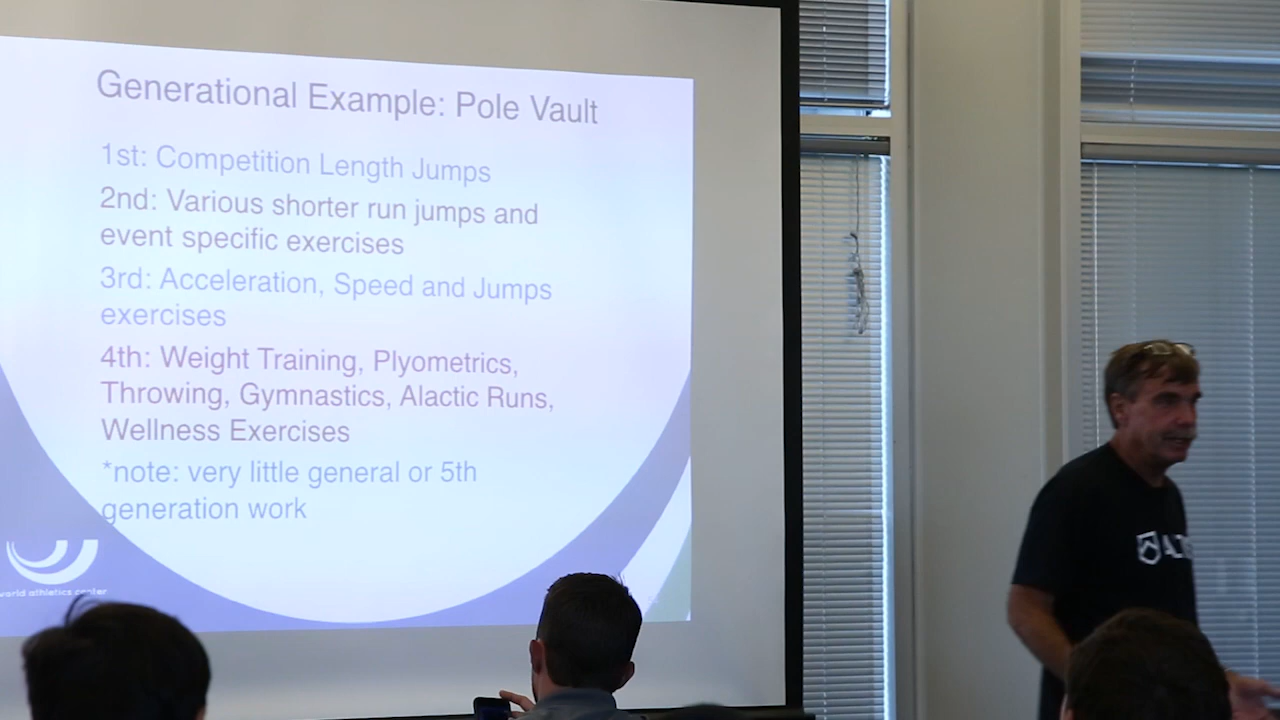 Generational Example: Pole Vault
1st: Competition Length Jumps
2nd: Various shorter run jumps and
event specific exercises
3rd: Acceleration, Speed and Jumps
exercises
4th: Weight Training, Plyometrics,
Throwing, Gymnastics, Alactic Runs,
Wellness Exercises
*note: very little general or 5th
generation work
world athletics center